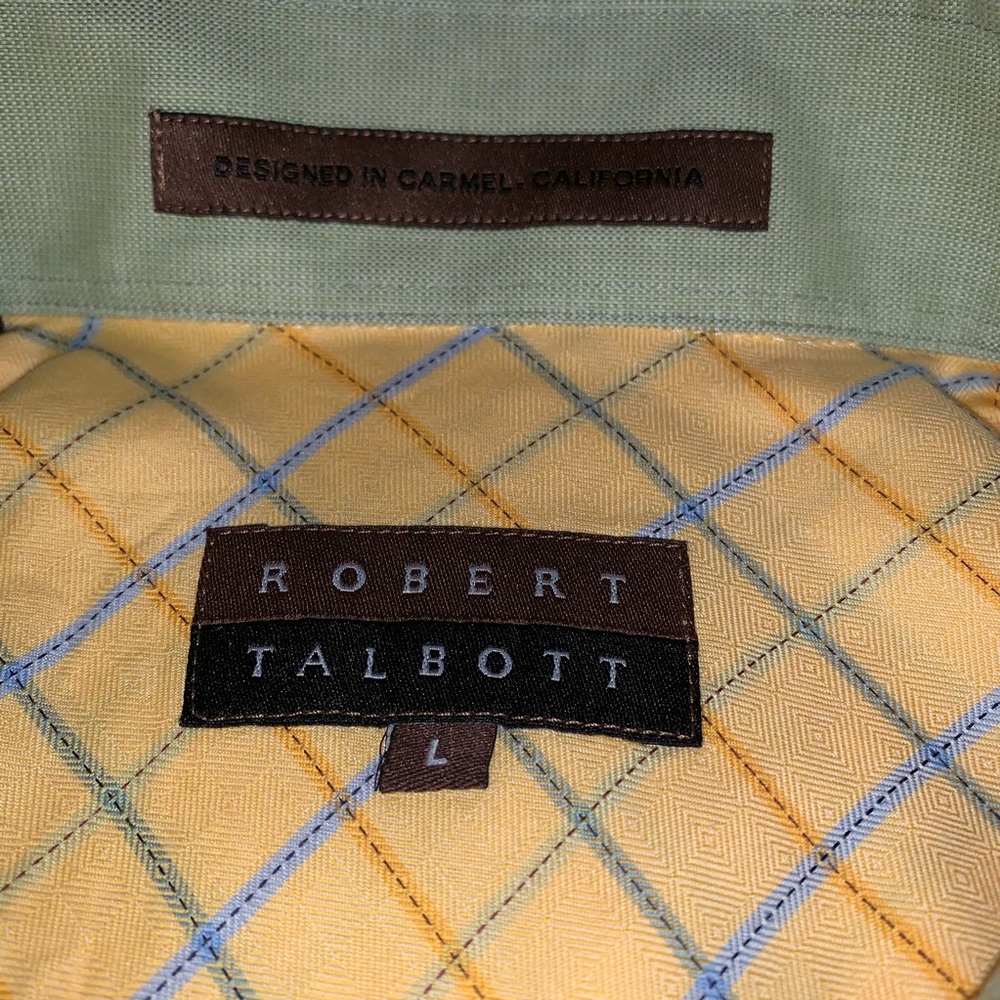 DESIGNED IN CARMEL-CALIFORNIA
ROBERT
TALBOTT
L